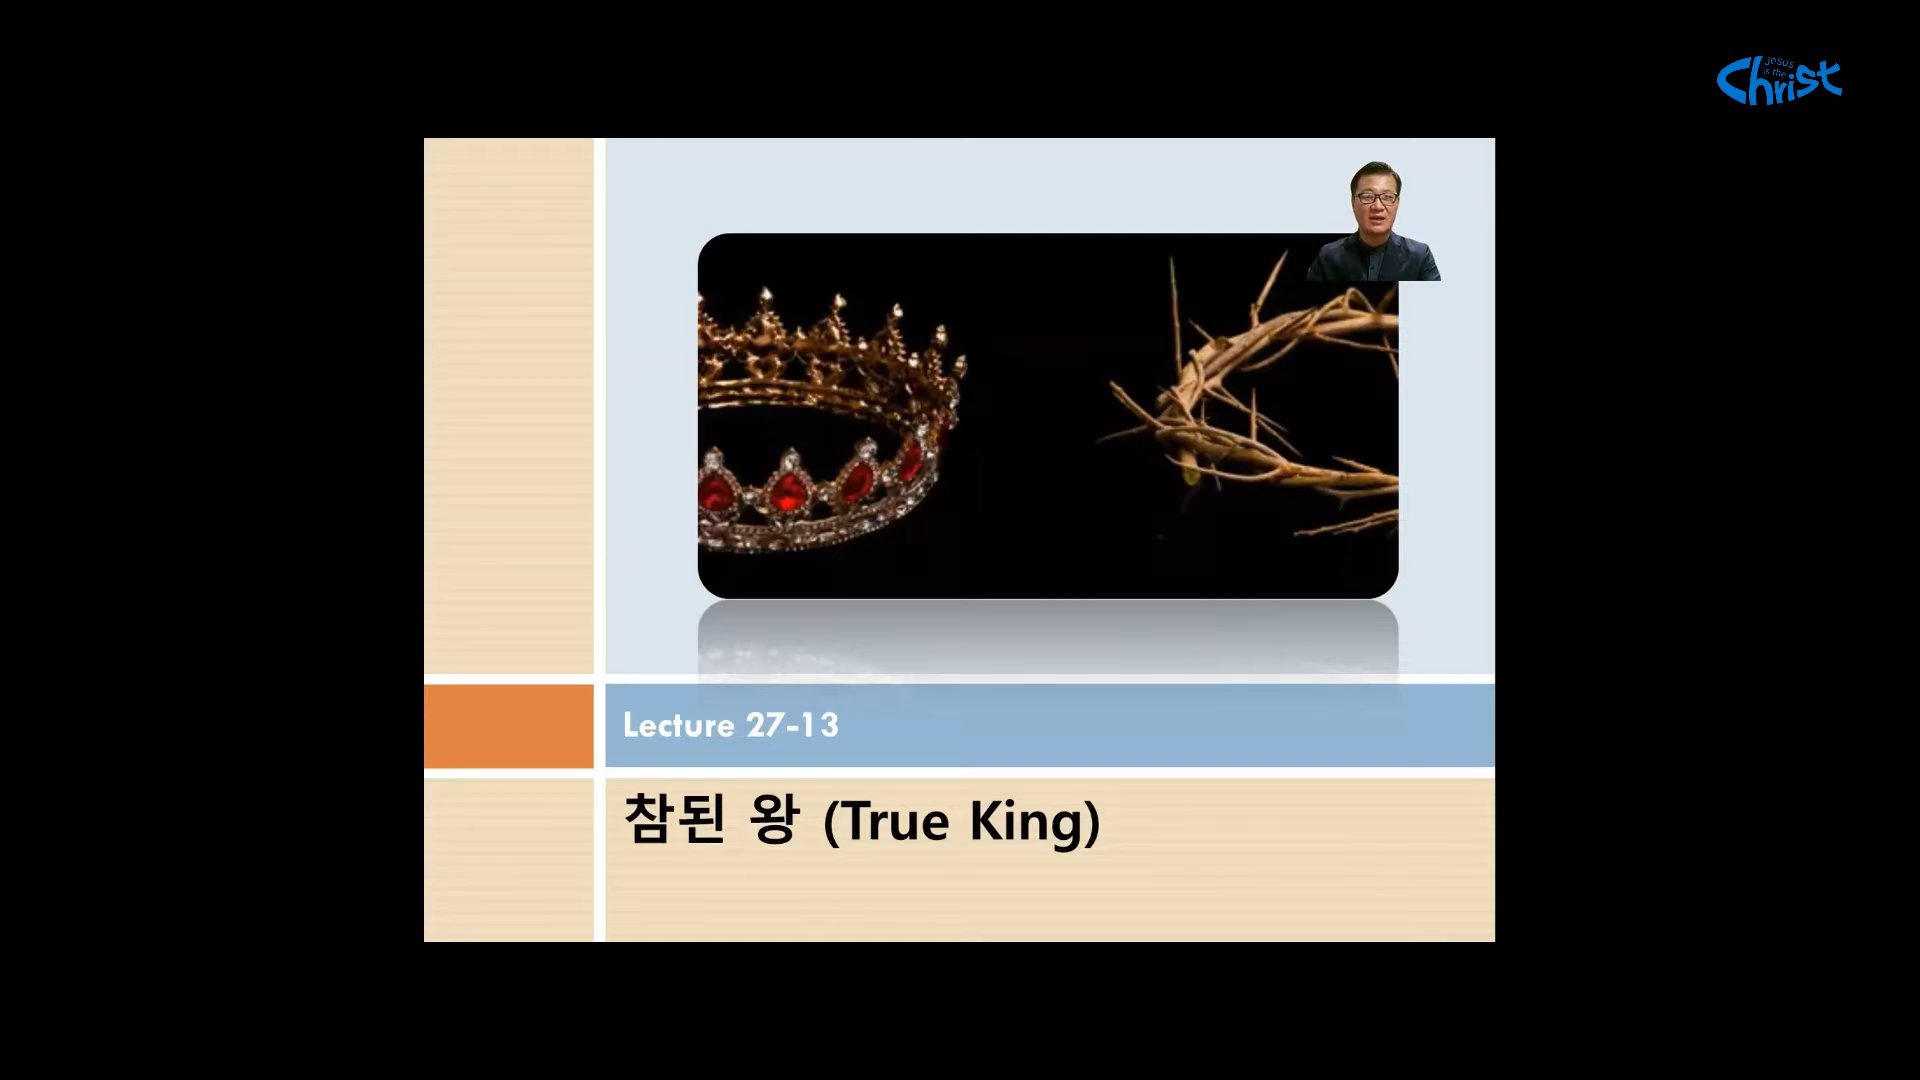 Jesus
is the
Christ
Lecture 27-13
참된 왕 (True King)